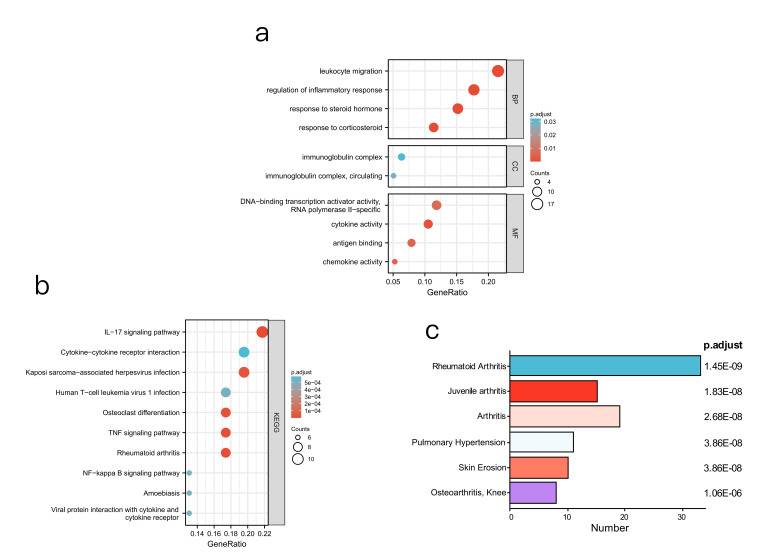 a
leukocyte migration
regulation of inflammatory response
response to steroid hormone
response to corticosteroid
BP
immunoglobulin complex
immunoglobulin complex, circulating
CC
DNA−binding transcription activator activity,
RNA polymerase II−specific
cytokine activity
antigen binding
chemokine activity
MF
0.05 0.10 0.15 0.20
GeneRatio
p.adjust
0.03
0.02
0.01
Counts
4
10
17
b
IL−17 signaling pathway
Cytokine−cytokine receptor interaction
Kaposi sarcoma−associated herpesvirus infection
Human T−cell leukemia virus 1 infection
Osteoclast differentiation
TNF signaling pathway
Rheumatoid arthritis
NF−kappa B signaling pathway
Amoebiasis
Viral protein interaction with cytokine and
cytokine receptor
KEGG
0.14 0.16 0.18 0.20 0.22
GeneRatio
p.adjust
5e−04
4e−04
3e−04
2e−04
1e−04
Counts
6
8
10
c
p.adjust
Rheumatoid Arthritis 1.45E-09
Juvenile arthritis 1.83E-08
Arthritis 2.68E-08
Pulmonary Hypertension 3.86E-08
Skin Erosion 3.86E-08
Osteoarthritis, Knee 1.06E-06
0 10 20 30
Number